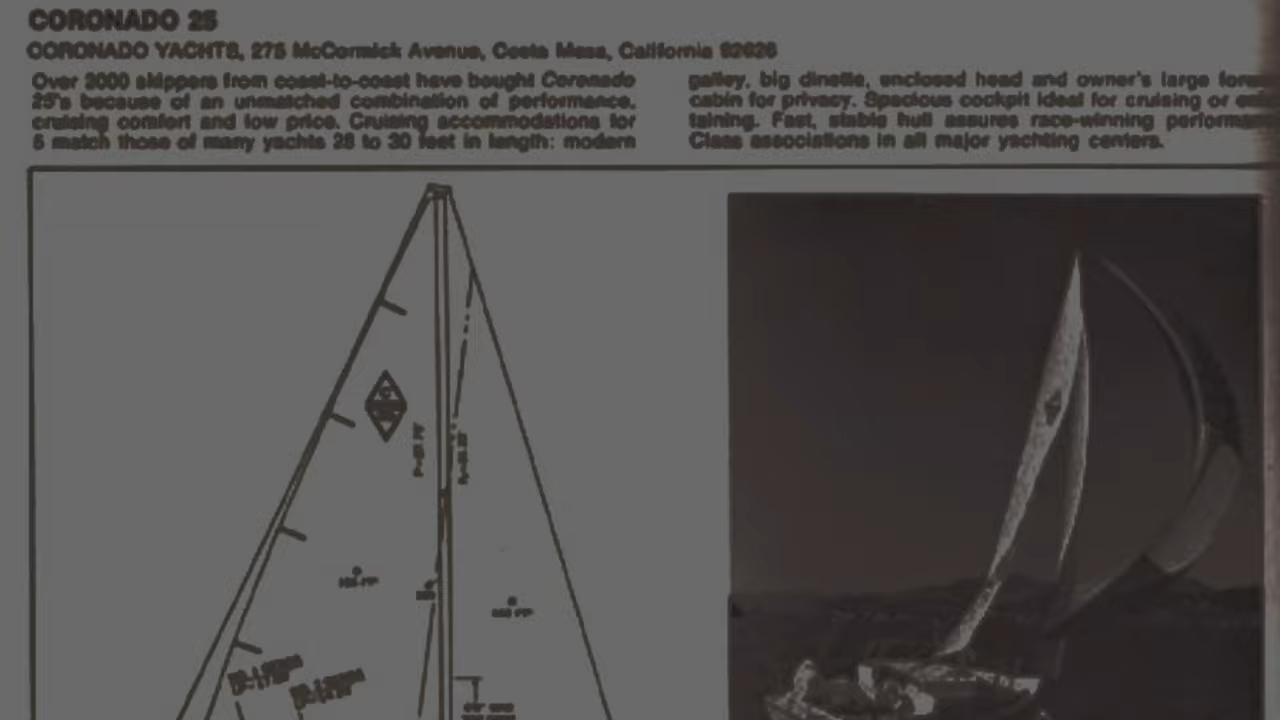 CORONADO 25
CORONADO YACHTS, 275 McCormick Avenue, Costa Mesa, California 92626
Over 2000 skippers from coast-to-coast have bought Coronado
25's because of an unmatched combination of performance,
cruising comfort and low price. Cruising accommodations for
5 match those of many yachts 28 to 30 feet in length: modern
galley, big dinette, enclosed head and owner's large
cabin for privacy. Spacious cockpit ideal for cruising or
taining. Fast, stable hull assures race-winning
Class associations in all major yachting centers.